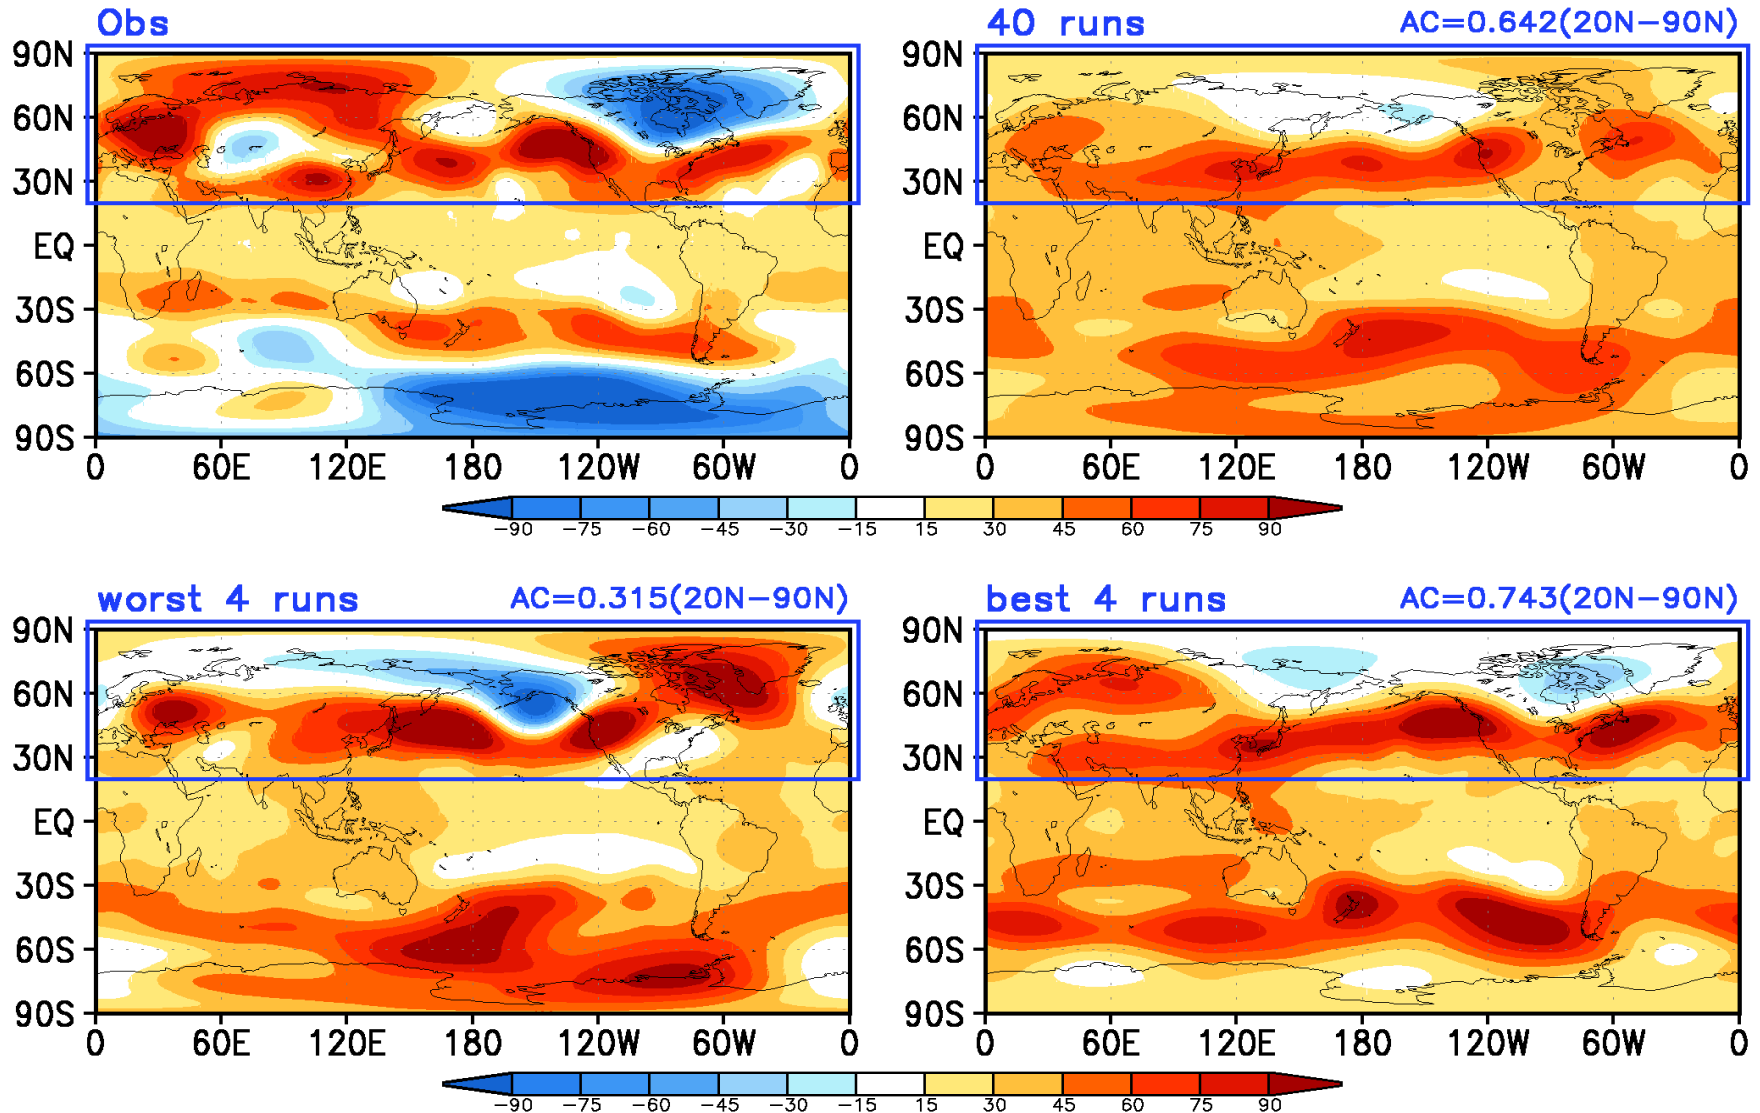 Obs
40 runs AC=0.642(20N−90N)
90N 90N
60N 60N
30N 30N
EQ EQ
30S 30S
60S 60S
90S 90S
0 60E 120E 180 120W 60W 0 0 60E 120E 180 120W 60W 0
−90 −75 −60 −45 −30 −15 15 30 45 60 75 90
worst 4 runs AC=0.315(20N−90N)
best 4 runs AC=0.743(20N−90N)
90N 90N
60N 60N
30N 30N
EQ EQ
30S 30S
60S 60S
90S 90S
0 60E 120E 180 120W 60W 0 0 60E 120E 180 120W 60W 0
−90 −75 −60 −45 −30 −15 15 30 45 60 75 90